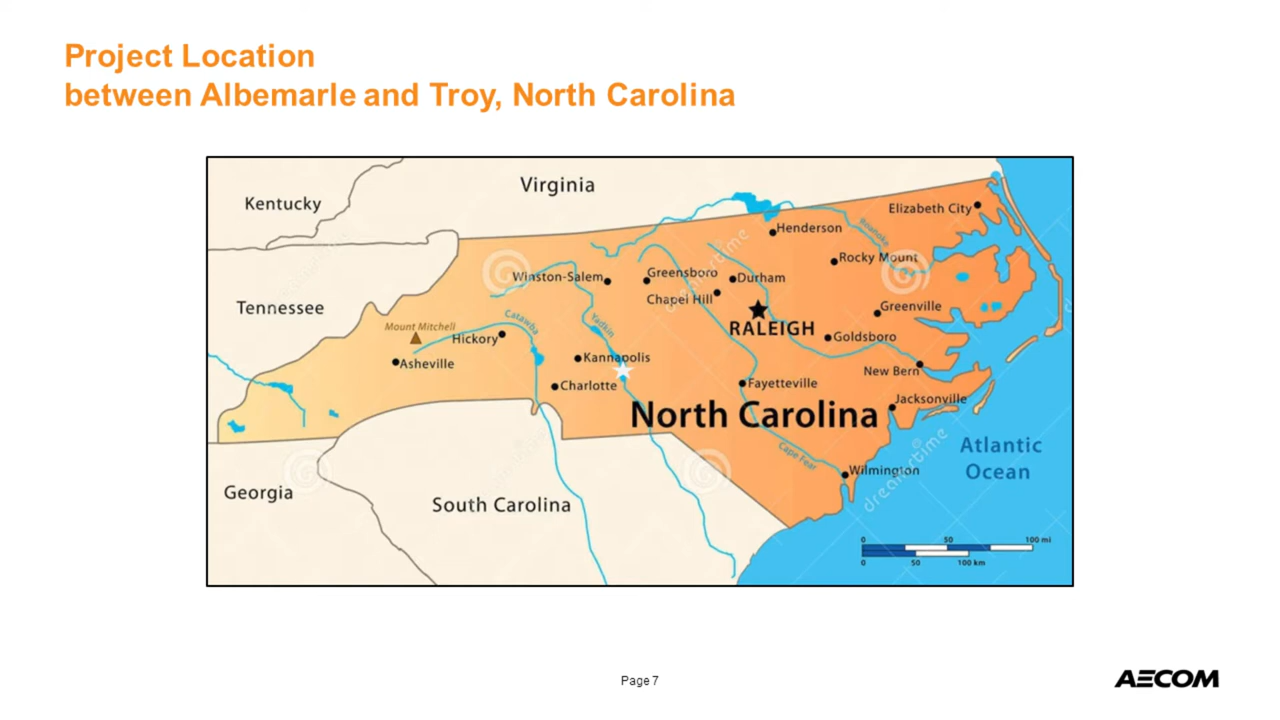 Project Location
between Albemarle and Troy, North Carolina
Virginia
Kentucky
Elizabeth City
Henderson
Roanoke
Rocky Mount
Winston-Salem
Greensboro
Durham
Chapel Hill
Tennessee
Greenville
Mount Mitchell
Catawba
Yadkin
RALEIGH
Hickory
Goldsboro
Kannapolis
Asheville
New Bern
Charlotte
Fayetteville
Jacksonville
North Carolina
Atlantic
Ocean
Cape Fear
Wilmington
Georgia
South Carolina
dreamstime
dreamstime
0 50 100 mi
0 50 100 km
Page 7
AECOM